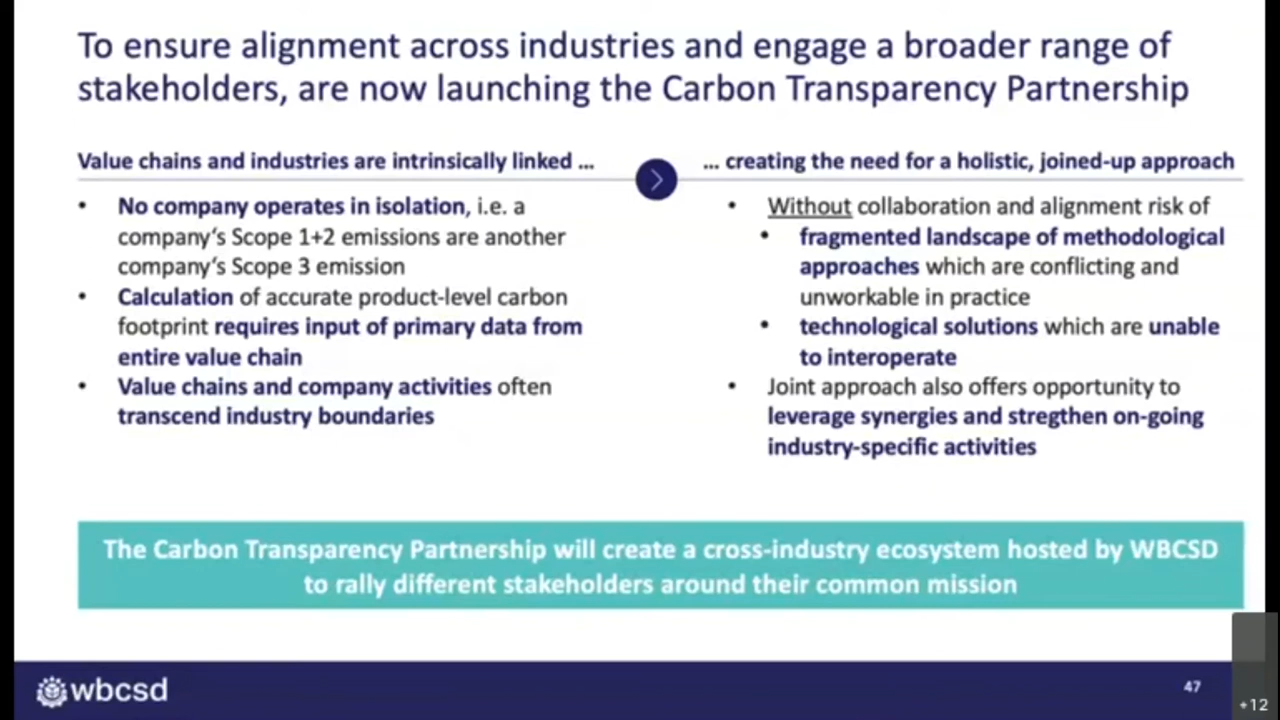 To ensure alignment across industries and engage a broader range of
stakeholders, are now launching the Carbon Transparency Partnership
Value chains and industries are intrinsically linked ...
• No company operates in isolation, i.e. a
company‘s Scope 1+2 emissions are another
company‘s Scope 3 emission
• Calculation of accurate product-level carbon
footprint requires input of primary data from
entire value chain
• Value chains and company activities often
transcend industry boundaries
... creating the need for a holistic, joined-up approach
• Without collaboration and alignment risk of
• fragmented landscape of methodological
approaches which are conflicting and
unworkable in practice
• technological solutions which are unable
to interoperate
• Joint approach also offers opportunity to
leverage synergies and stregthen on-going
industry-specific activities
The Carbon Transparency Partnership will create a cross-industry ecosystem hosted by WBCSD
to rally different stakeholders around their common mission
wbcsd
47
+12